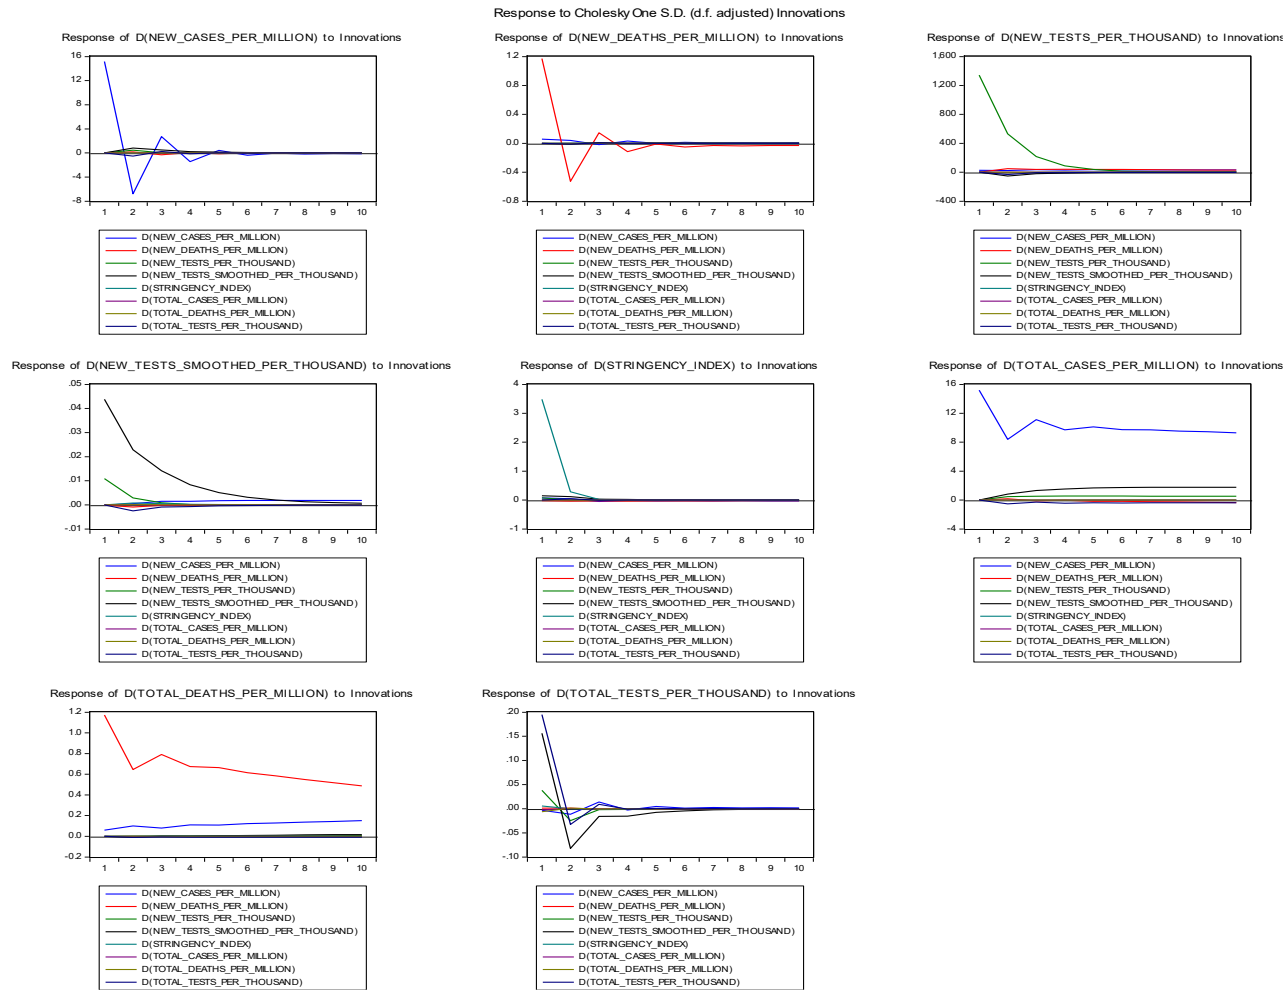 Response to Cholesky One S.D. (d.f. adjusted) Innovations
Response of D(NEW_CASES_PER_MILLION) to Innovations
16
12
8
4
0
-4
-8
1 2 3 4 5 6 7 8 9 10
D(NEW_CASES_PER_MILLION)
D(NEW_DEATHS_PER_MILLION)
D(NEW_TESTS_PER_THOUSAND)
D(NEW_TESTS_SMOOTHED_PER_THOUSAND)
D(STRINGENCY_INDEX)
D(TOTAL_CASES_PER_MILLION)
D(TOTAL_DEATHS_PER_MILLION)
D(TOTAL_TESTS_PER_THOUSAND)
Response of D(NEW_DEATHS_PER_MILLION) to Innovations
1.2
0.8
0.4
0.0
-0.4
-0.8
1 2 3 4 5 6 7 8 9 10
D(NEW_CASES_PER_MILLION)
D(NEW_DEATHS_PER_MILLION)
D(NEW_TESTS_PER_THOUSAND)
D(NEW_TESTS_SMOOTHED_PER_THOUSAND)
D(STRINGENCY_INDEX)
D(TOTAL_CASES_PER_MILLION)
D(TOTAL_DEATHS_PER_MILLION)
D(TOTAL_TESTS_PER_THOUSAND)
Response of D(NEW_TESTS_PER_THOUSAND) to Innovations
1,600
1,200
800
400
0
-400
1 2 3 4 5 6 7 8 9 10
D(NEW_CASES_PER_MILLION)
D(NEW_DEATHS_PER_MILLION)
D(NEW_TESTS_PER_THOUSAND)
D(NEW_TESTS_SMOOTHED_PER_THOUSAND)
D(STRINGENCY_INDEX)
D(TOTAL_CASES_PER_MILLION)
D(TOTAL_DEATHS_PER_MILLION)
D(TOTAL_TESTS_PER_THOUSAND)
Response of D(NEW_TESTS_SMOOTHED_PER_THOUSAND) to Innovations
.05
.04
.03
.02
.01
.00
-.01
1 2 3 4 5 6 7 8 9 10
D(NEW_CASES_PER_MILLION)
D(NEW_DEATHS_PER_MILLION)
D(NEW_TESTS_PER_THOUSAND)
D(NEW_TESTS_SMOOTHED_PER_THOUSAND)
D(STRINGENCY_INDEX)
D(TOTAL_CASES_PER_MILLION)
D(TOTAL_DEATHS_PER_MILLION)
D(TOTAL_TESTS_PER_THOUSAND)
Response of D(STRINGENCY_INDEX) to Innovations
4
3
2
1
0
-1
1 2 3 4 5 6 7 8 9 10
D(NEW_CASES_PER_MILLION)
D(NEW_DEATHS_PER_MILLION)
D(NEW_TESTS_PER_THOUSAND)
D(NEW_TESTS_SMOOTHED_PER_THOUSAND)
D(STRINGENCY_INDEX)
D(TOTAL_CASES_PER_MILLION)
D(TOTAL_DEATHS_PER_MILLION)
D(TOTAL_TESTS_PER_THOUSAND)
Response of D(TOTAL_CASES_PER_MILLION) to Innovations
16
12
8
4
0
-4
1 2 3 4 5 6 7 8 9 10
D(NEW_CASES_PER_MILLION)
D(NEW_DEATHS_PER_MILLION)
D(NEW_TESTS_PER_THOUSAND)
D(NEW_TESTS_SMOOTHED_PER_THOUSAND)
D(STRINGENCY_INDEX)
D(TOTAL_CASES_PER_MILLION)
D(TOTAL_DEATHS_PER_MILLION)
D(TOTAL_TESTS_PER_THOUSAND)
Response of D(TOTAL_DEATHS_PER_MILLION) to Innovations
1.2
1.0
0.8
0.6
0.4
0.2
0.0
-0.2
1 2 3 4 5 6 7 8 9 10
D(NEW_CASES_PER_MILLION)
D(NEW_DEATHS_PER_MILLION)
D(NEW_TESTS_PER_THOUSAND)
D(NEW_TESTS_SMOOTHED_PER_THOUSAND)
D(STRINGENCY_INDEX)
D(TOTAL_CASES_PER_MILLION)
D(TOTAL_DEATHS_PER_MILLION)
D(TOTAL_TESTS_PER_THOUSAND)
Response of D(TOTAL_TESTS_PER_THOUSAND) to Innovations
.20
.15
.10
.05
.00
-.05
-.10
1 2 3 4 5 6 7 8 9 10
D(NEW_CASES_PER_MILLION)
D(NEW_DEATHS_PER_MILLION)
D(NEW_TESTS_PER_THOUSAND)
D(NEW_TESTS_SMOOTHED_PER_THOUSAND)
D(STRINGENCY_INDEX)
D(TOTAL_CASES_PER_MILLION)
D(TOTAL_DEATHS_PER_MILLION)
D(TOTAL_TESTS_PER_THOUSAND)